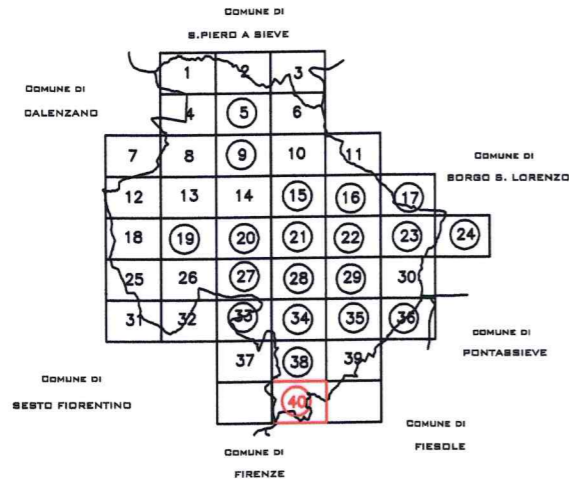 COMUNE DI
S.PIERO A SIEVE
COMUNE DI
CALENZANO
1 2 3
4 5 6
7 8 9 10 11
COMUNE DI
BORGO S. LORENZO
12 13 14 15 16 17
18 19 20 21 22 23 24
25 26 27 28 29 30
31 32 33 34 35 36
COMUNE DI
PONTASSIEVE
37 38 39
COMUNE DI
SESTO FIORENTINO
40
COMUNE DI
FIESOLE
COMUNE DI
FIRENZE